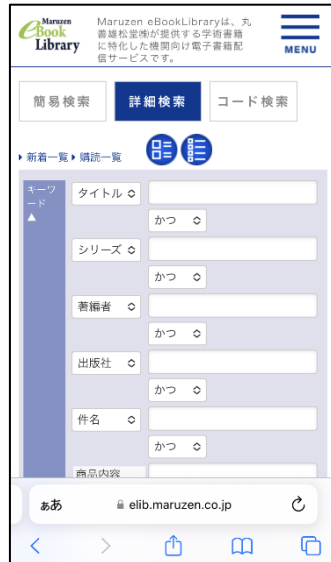 Maruzen
eBook
Library
Maruzen eBookLibraryは、丸
善雄松堂㈱が提供する学術書籍
に特化した機関向け電子書籍配
信サービスです。
MENU
簡易検索
詳細検索
コード検索
新着一覧 購読一覧
キーワ
ード
▲
タイトル
かつ
シリーズ
かつ
著編者
かつ
出版社
かつ
件名
かつ
商品内容
ぁあ
elib.maruzen.co.jp